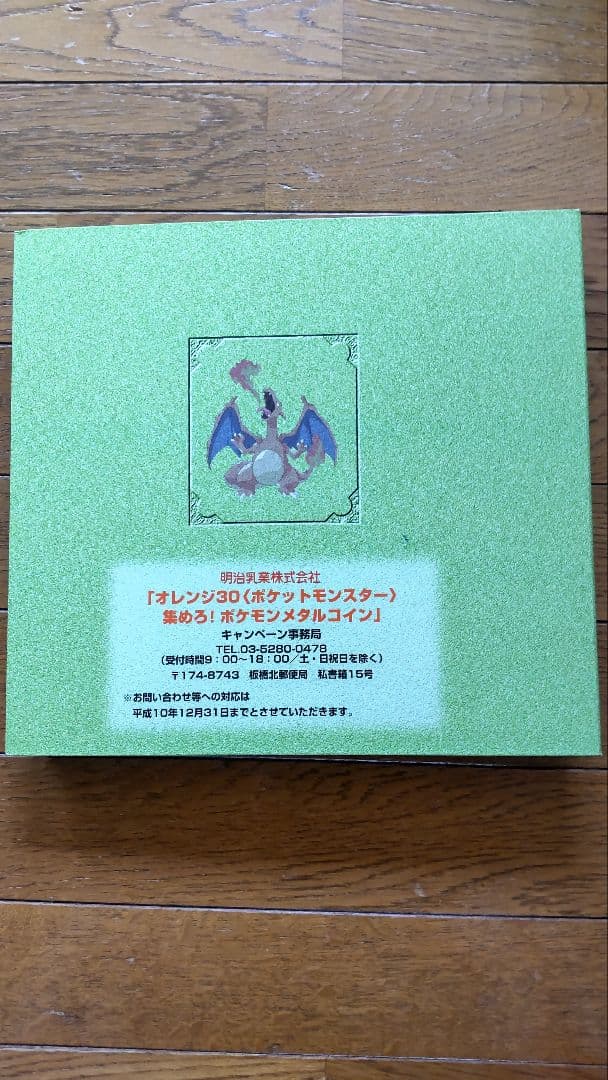 明治乳業株式会社
「オレンジ30〈ポケットモンスター〉
集めろ!ポケモンメタルコイン」
キャンペーン事務局
TEL.03-5280-0478
(受付時間9:00~18:00/土・日祝日を除く)
〒174-8743 板橋北郵便局 私書箱15号
※お問い合わせ等への対応は
平成10年12月31日までとさせていただきます。